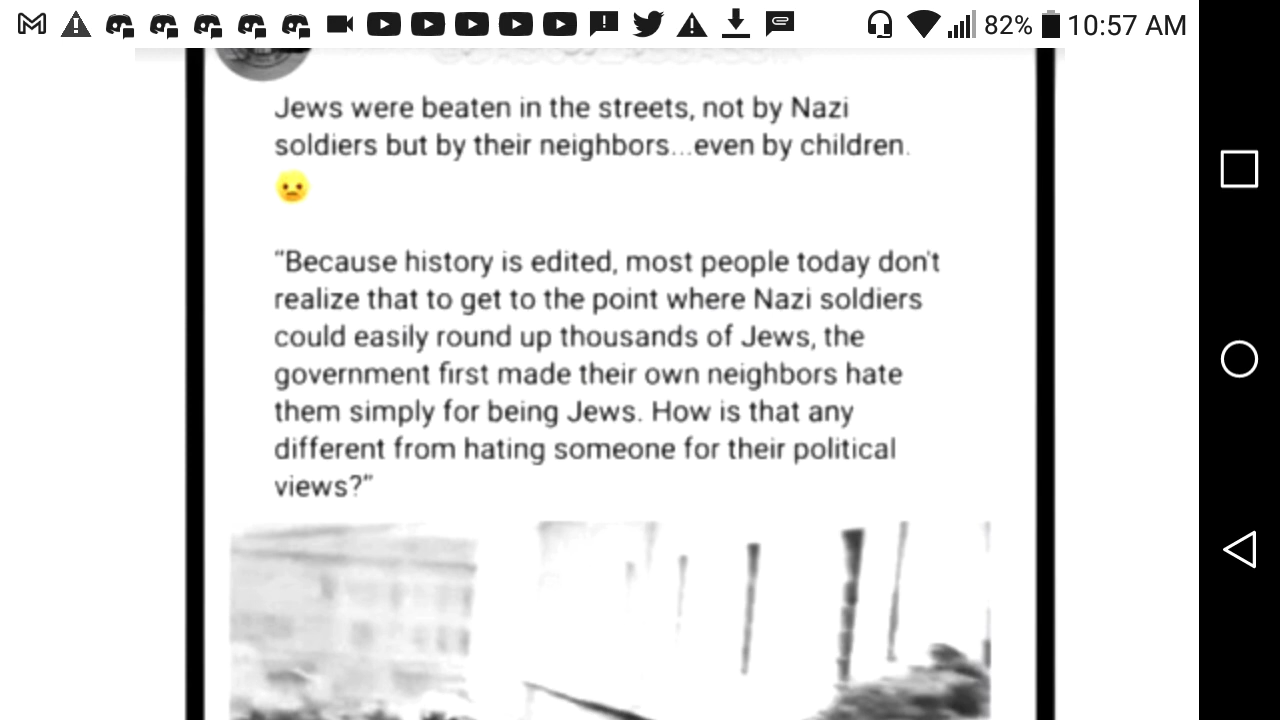 82% 10:57 AM
Jews were beaten in the streets, not by Nazi
soldiers but by their neighbors...even by children.
“Because history is edited, most people today don't
realize that to get to the point where Nazi soldiers
could easily round up thousands of Jews, the
government first made their own neighbors hate
them simply for being Jews. How is that any
different from hating someone for their political
views?”